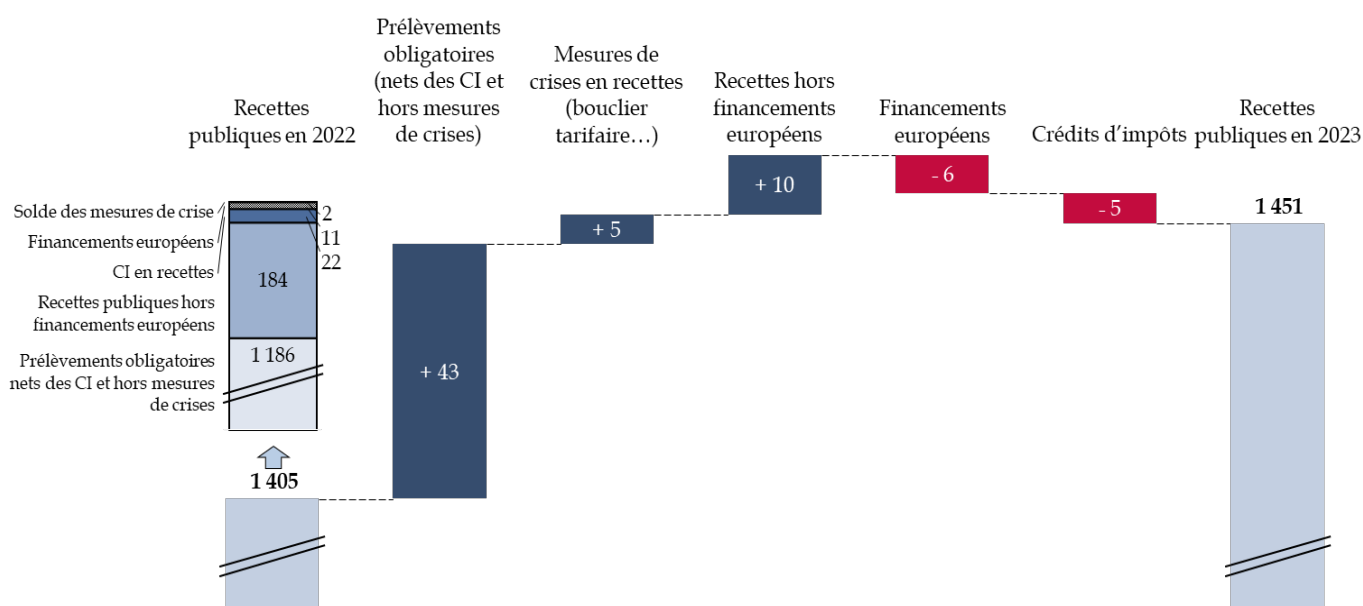 Recettes
publiques en 2022
Prélèvements
obligatoires
(nets des CI et
hors mesures
de crises)
Mesures de
crises en recettes
(bouclier
tarifaire…)
Recettes hors
financements
européens
Financements
européens
Crédits d'impôts
Recettes
publiques en 2023
Solde des mesures de crise
Financements européens
CI en recettes
Recettes publiques hors
financements européens
Prélèvements obligatoires
nets des CI et hors mesures
de crises
2
11
22
184
1 186
1 405
+ 43
+ 5
+ 10
- 6
- 5
1 451